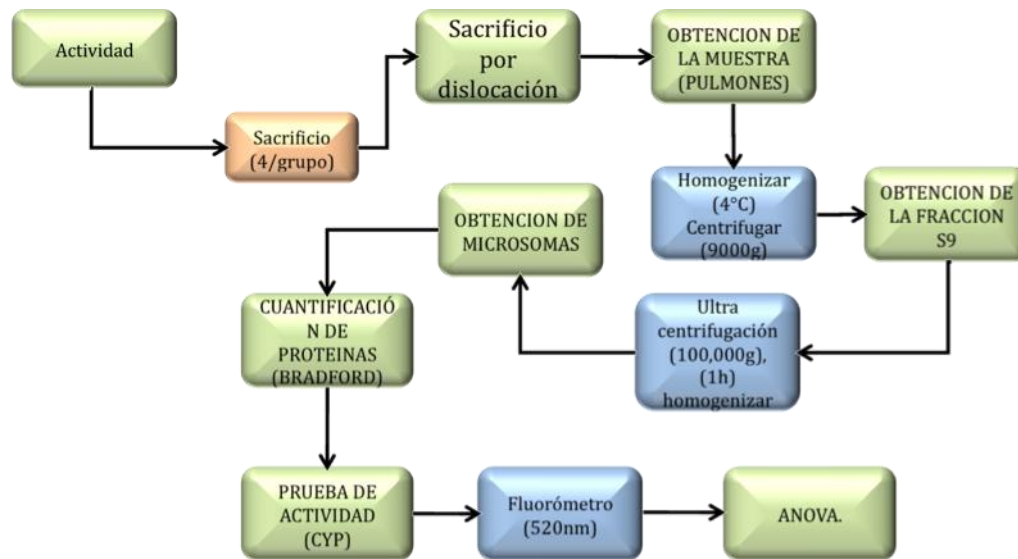 Actividad
Sacrificio
(4/grupo)
Sacrificio
por
dislocación
OBTENCION DE
LA MUESTRA
(PULMONES)
Homogenizar
(4°C)
Centrifugar
(9000g)
OBTENCION DE
LA FRACCION
S9
Ultra
centrifugación
(100,000g),
(1h)
homogenizar
OBTENCION DE
MICROSOMAS
CUANTIFICACIÓ
N DE
PROTEINAS
(BRADFORD)
PRUEBA DE
ACTIVIDAD
(CYP)
Fluorómetro
(520nm)
ANOVA.